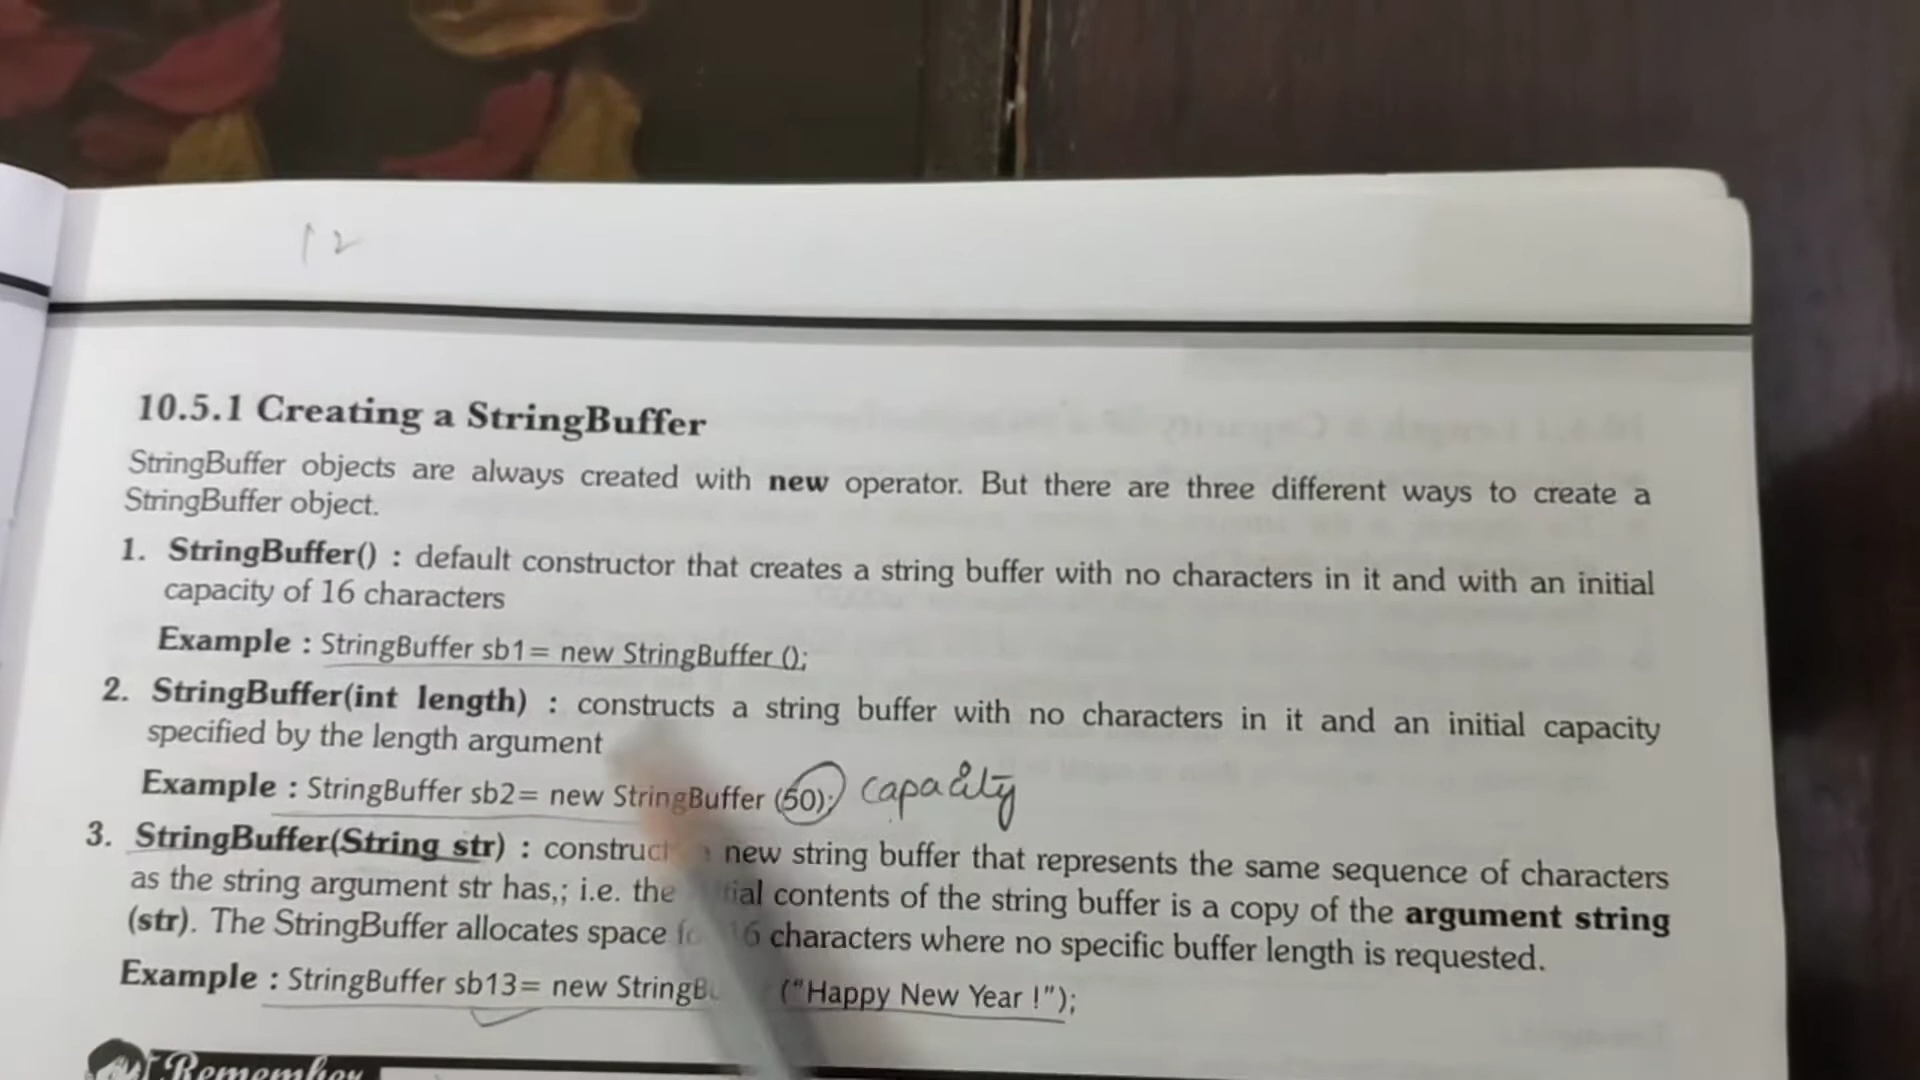 12
10.5.1 Creating a StringBuffer
StringBuffer objects are always created with new operator. But there are three different ways to create a
StringBuffer object.
1. StringBuffer() : default constructor that creates a string buffer with no characters in it and with an initial
capacity of 16 characters
Example : StringBuffer sb1= new StringBuffer ();
2. StringBuffer(int length) : constructs a string buffer with no characters in it and an initial capacity
specified by the length argument
Example : StringBuffer sb2= new StringBuffer (50); capacity
3. StringBuffer(String str) : new string buffer that represents the same sequence of characters
as the string argument str has,; i.e. the contents of the string buffer is a copy of the argument string
(str). The StringBuffer allocates space 16 characters where no specific buffer length is requested.
Example : StringBuffer sb13= new ("Happy New Year !");
Remember